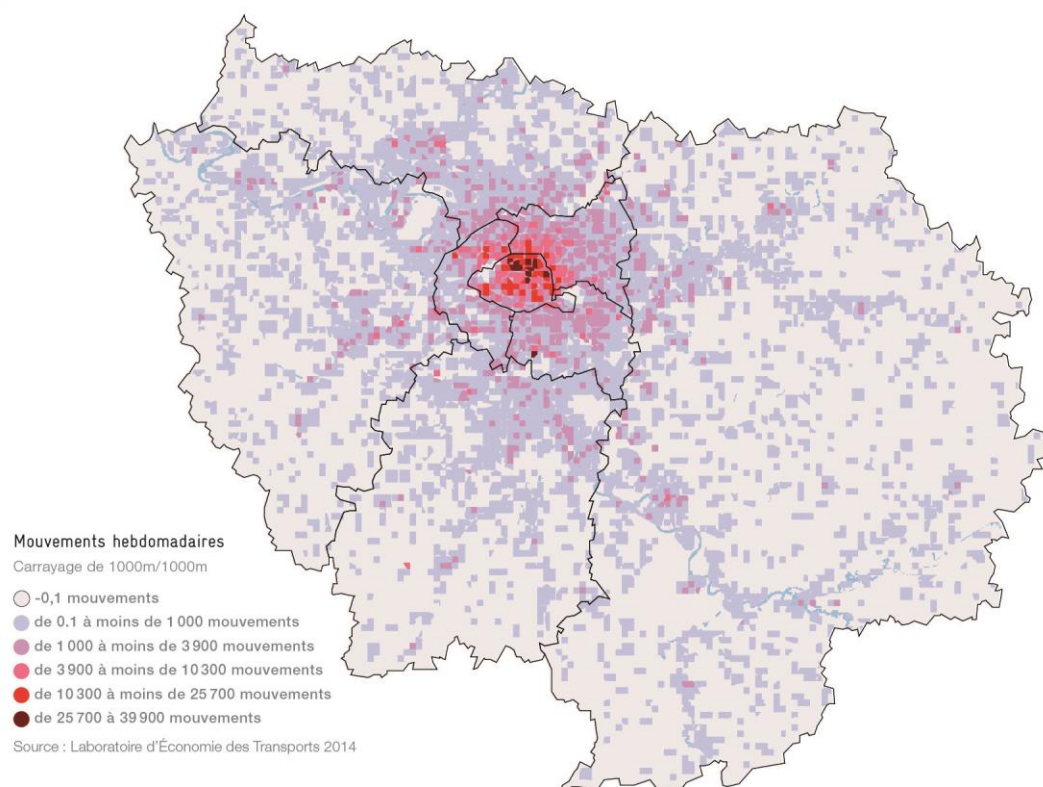 Mouvements hebdomadaires
Carrayage de 1000m/1000m
-0,1 mouvements
de 0.1 à moins de 1 000 mouvements
de 1 000 à moins de 3 900 mouvements
de 3 900 à moins de 10 300 mouvements
de 10 300 à moins de 25 700 mouvements
de 25 700 à 39 900 mouvements
Source : Laboratoire d'Économie des Transports 2014